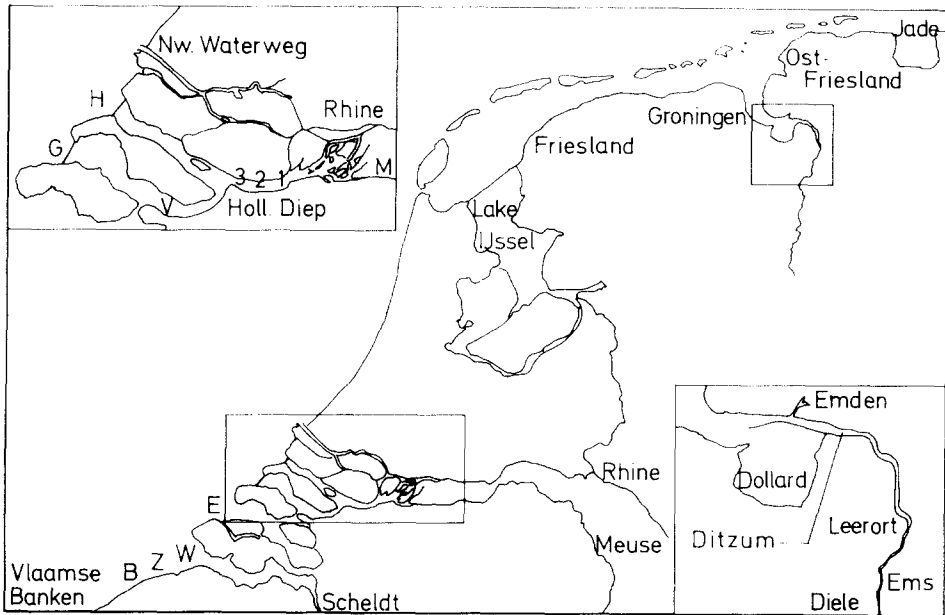 Nw. Waterweg
H
Rhine
G
M
3 2 1
V
Holl. Diep
Jade
Ost-
Friesland
Groningen
Friesland
Lake
IJssel
Rhine
Meuse
E
W
Z
B
Vlaamse
Banken
Scheldt
Emden
Dollard
Ditzum
Leerort
Ems
Diele